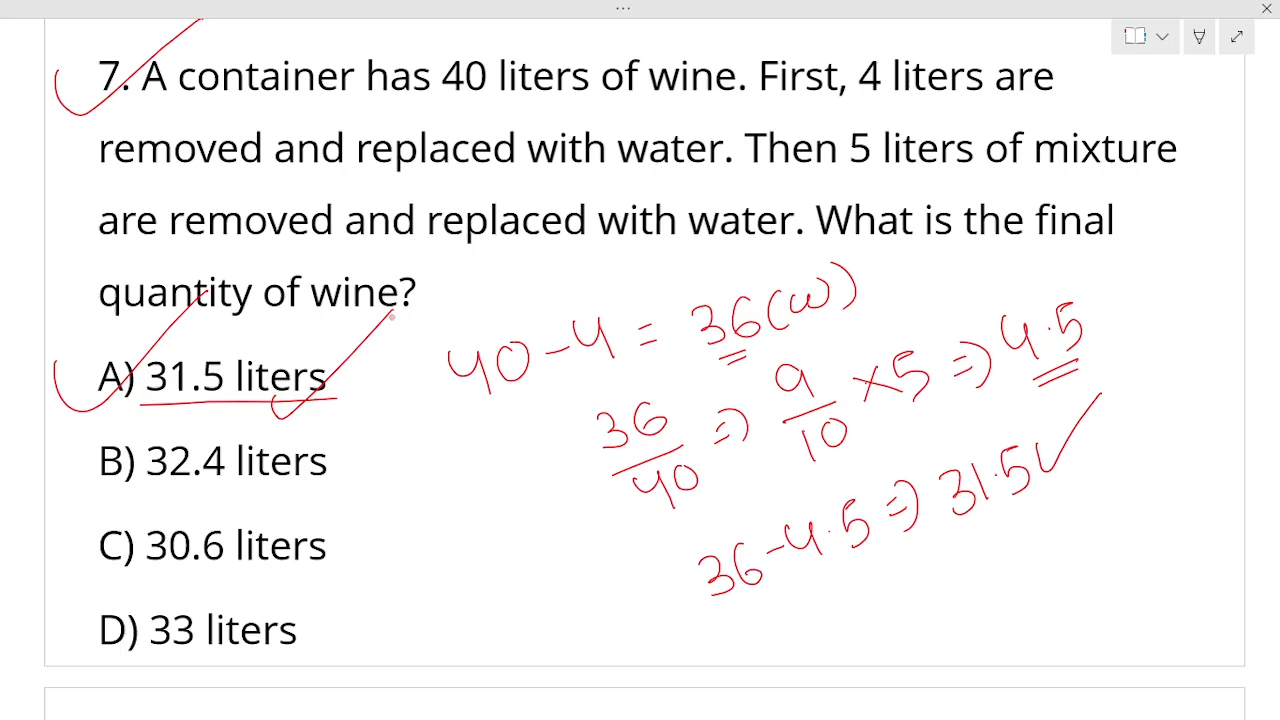 7. A container has 40 liters of wine. First, 4 liters are
removed and replaced with water. Then 5 liters of mixture
are removed and replaced with water. What is the final
quantity of wine?
40-4 = 36(w)
A) 31.5 liters
36/40 => 9/10 ×5 => 4.5
B) 32.4 liters
36-4.5 => 31.5
C) 30.6 liters
D) 33 liters